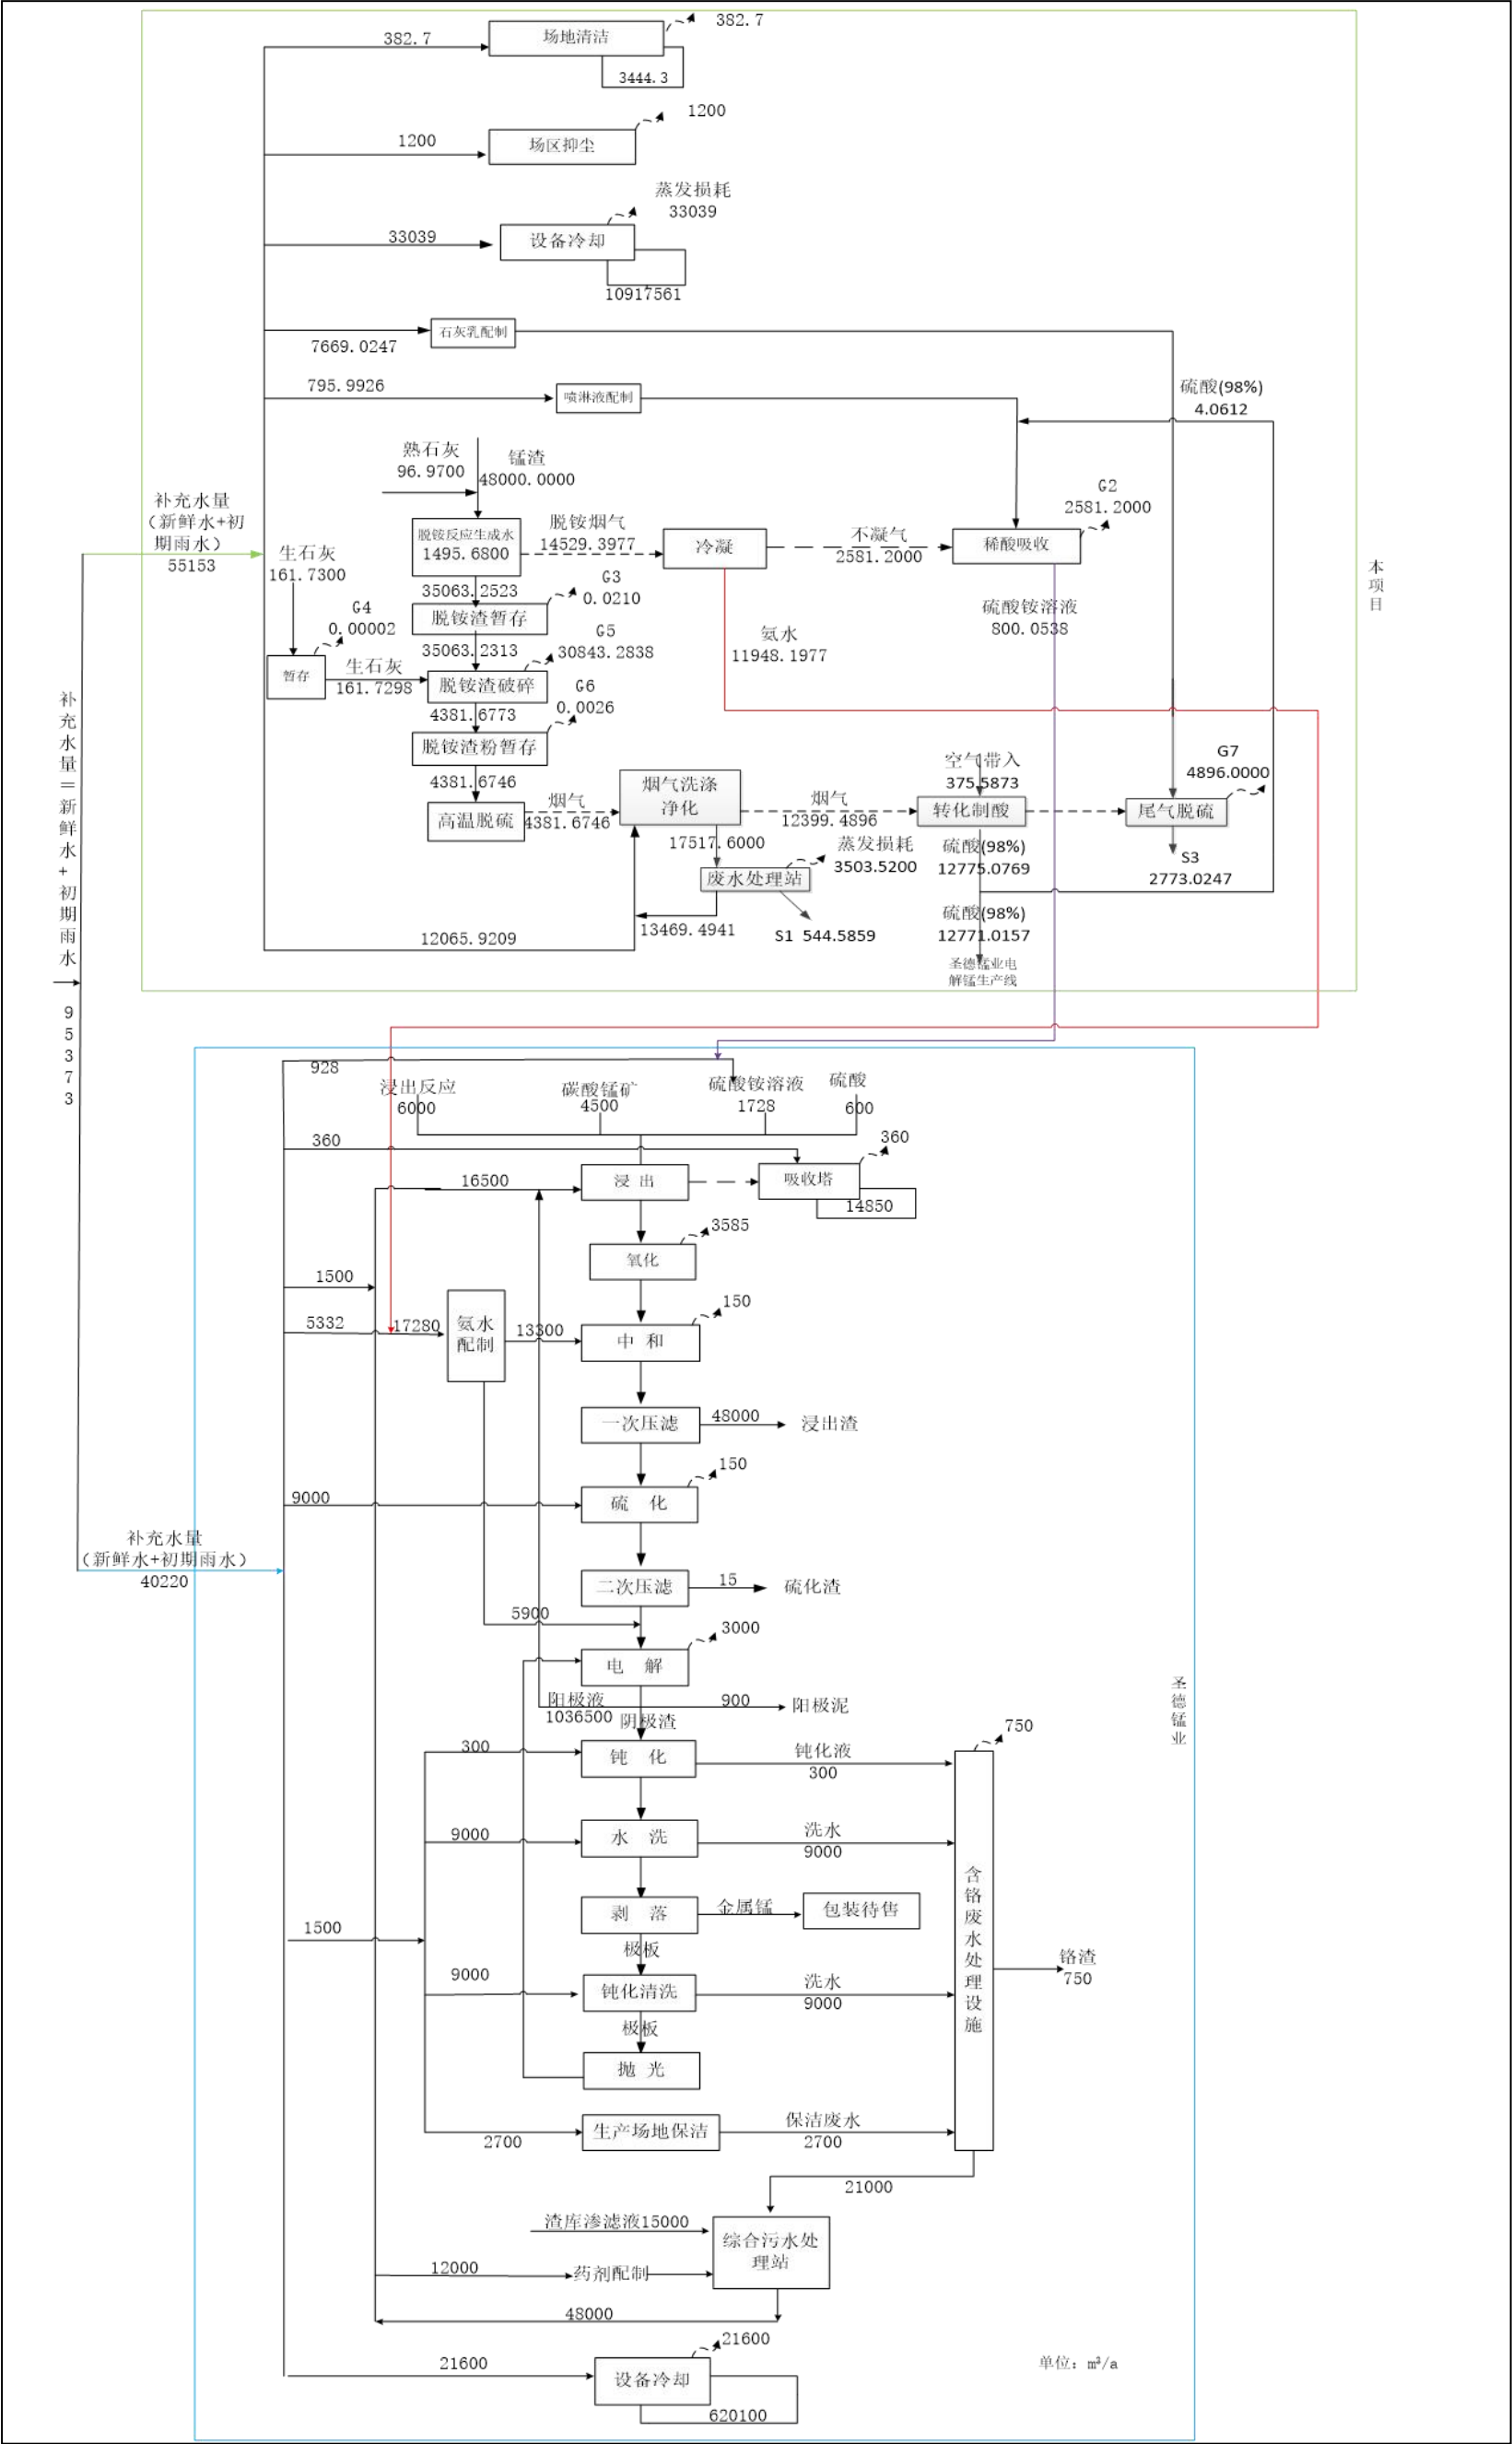 382.7
场地清洁
382.7
3444.3
1200
场区抑尘
1200
33039
设备冷却
蒸发损耗
33039
10917561
7669.0247
石灰乳配制
795.9926
喷淋液配制
硫酸(98%)
4.0612
熟石灰
96.9700
锰渣
48000.0000
补充水量
（新鲜水+初
期雨水）
55153
脱铵反应生成水
1495.6800
脱铵烟气
14529.3977
冷凝
不凝气
2581.2000
稀酸吸收
G2
2581.2000
生石灰
161.7300
35063.2523
G3
0.0210
脱铵渣暂存
G4
0.00002
35063.2313
G5
30843.2838
氨水
11948.1977
硫酸铵溶液
800.0538
本
项
目
暂存
生石灰
161.7298
脱铵渣破碎
G6
0.0026
4381.6773
脱铵渣粉暂存
4381.6746
高温脱硫
烟气
4381.6746
烟气洗涤
净化
烟气
12399.4896
空气带入
375.5873
转化制酸
尾气脱硫
G7
4896.0000
17517.6000
废水处理站
蒸发损耗
3503.5200
硫酸(98%)
12775.0769
S3
2773.0247
13469.4941
S1 544.5859
硫酸(98%)
12771.0157
12065.9209
圣德锰业电
解锰生产线
补
充
水
量
=
新
鲜
水
+
初
期
雨
水
9
5
3
7
3
928
浸出反应
6000
碳酸锰矿
4500
硫酸铵溶液
1728
硫酸
600
360
16500
浸 出
吸收塔
360
14850
氧化
3585
1500
5332
17280
氨水
配制
13300
中 和
150
一次压滤
48000
浸出渣
9000
硫 化
150
补充水量
（新鲜水+初期雨水）
40220
二次压滤
15
硫化渣
5900
电 解
3000
阳极液
1036500
900
阳极泥
阴极渣
圣
德
锰
业
300
钝 化
钝化液
300
750
9000
水 洗
洗水
9000
剥 落
金属锰
包装待售
1500
极板
9000
钝化清洗
洗水
9000
极板
抛 光
含
铬
废
水
处
理
设
施
铬渣
750
2700
生产场地保洁
保洁废水
2700
21000
渣库渗滤液15000
综合污水处
理站
12000
药剂配制
48000
21600
设备冷却
21600
620100
单位：m³/a